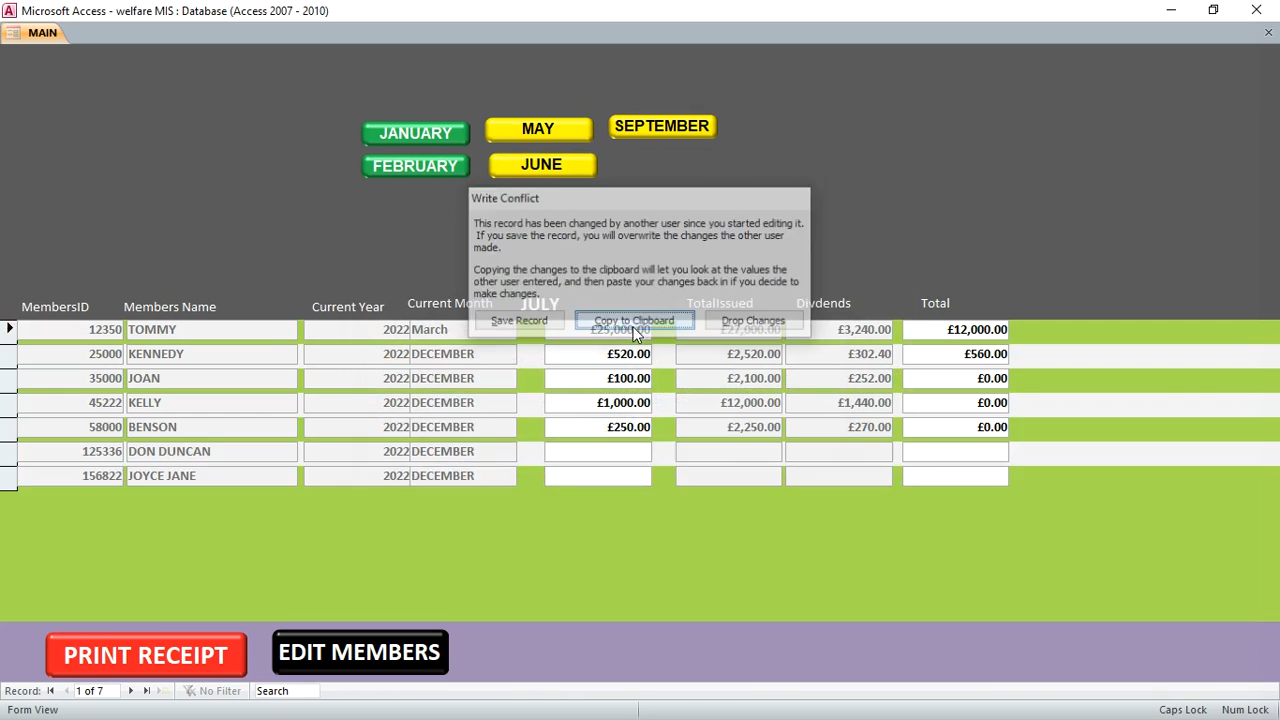 Microsoft Access - welfare MIS : Database (Access 2007 - 2010)
MAIN
JANUARY MAY SEPTEMBER
FEBRUARY JUNE
Write Conflict
This record has been changed by another user since you started editing it.
If you save the record, you will overwrite the changes the other user
made.
Copying the changes to the clipboard will let you look at the values the
other user entered, and then paste your changes back in if you decide to
make changes.
Save Record Copy to Clipboard Drop Changes
MembersID Members Name Current Year Current Month JULY TotalIssued Divdends Total
12350 TOMMY 2022 March £25,000.00 £27,000.00 £3,240.00 £12,000.00
25000 KENNEDY 2022 DECEMBER £520.00 £2,520.00 £302.40 £560.00
35000 JOAN 2022 DECEMBER £100.00 £2,100.00 £252.00 £0.00
45222 KELLY 2022 DECEMBER £1,000.00 £12,000.00 £1,440.00 £0.00
58000 BENSON 2022 DECEMBER £250.00 £2,250.00 £270.00 £0.00
125336 DON DUNCAN 2022 DECEMBER
156822 JOYCE JANE 2022 DECEMBER
PRINT RECEIPT EDIT MEMBERS
Record: 1 of 7 No Filter Search
Form View Caps Lock Num Lock